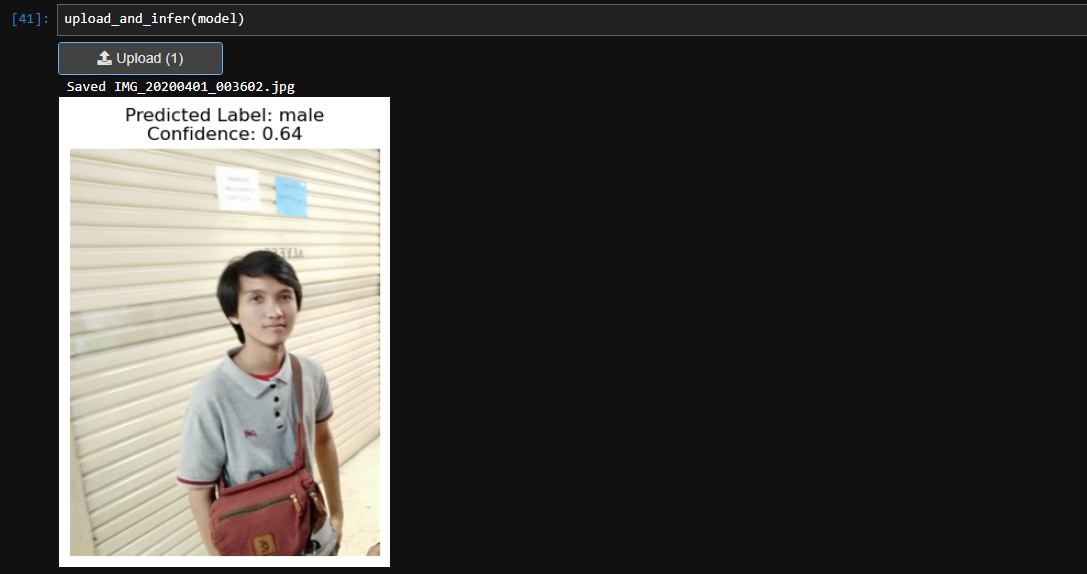 [41]:
upload_and_infer(model)
Upload (1)
Saved IMG_20200401_003602.jpg
Predicted Label: male
Confidence: 0.64